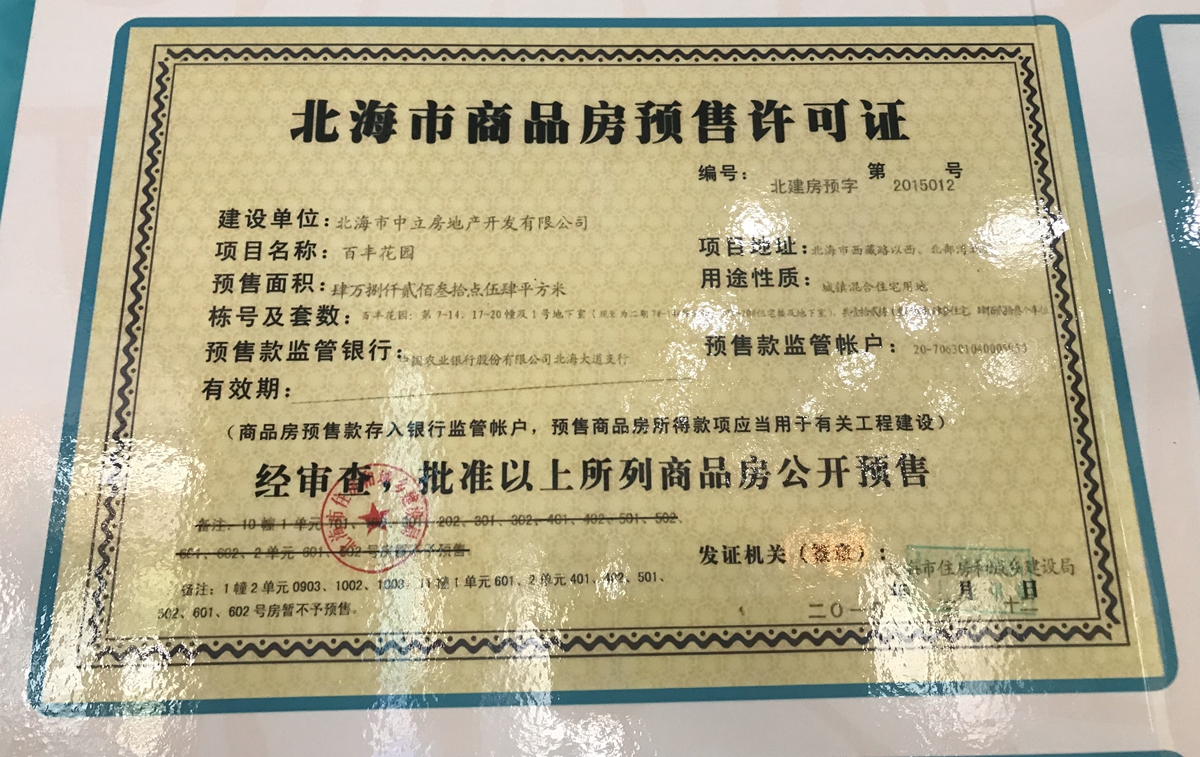 北海市商品房预售许可证
编号： 北建房预字 第 2015012 号
建设单位：北海市中立房地产开发有限公司
项目名称：百丰花园
项目地址：北海市西藏路以西、北部湾
预售面积：肆万捌仟贰佰叁拾点伍肆平方米
用途性质：城镇混合住宅用地
栋号及套数：百丰花园：第7-14、17-20幢及1号地下室
预售款监管银行：中国农业银行股份有限公司北海大道支行
预售款监管帐户：
有效期：
（商品房预售款存入银行监管帐户，预售商品房所得款项应当用于有关工程建设）
经审查，批准以上所列商品房公开预售
备注：10幢1单元 202、301、302、401、402、501、502、
601、602、2单元 601、602号房暂不予预售
发证机关（签章）：
海市住房和城乡建设局
备注：1幢2单元0903、1002、1003、11幢1单元601、2单元401、402、501、
502、601、602号房暂不予预售。
年 月 日
二〇一 十一